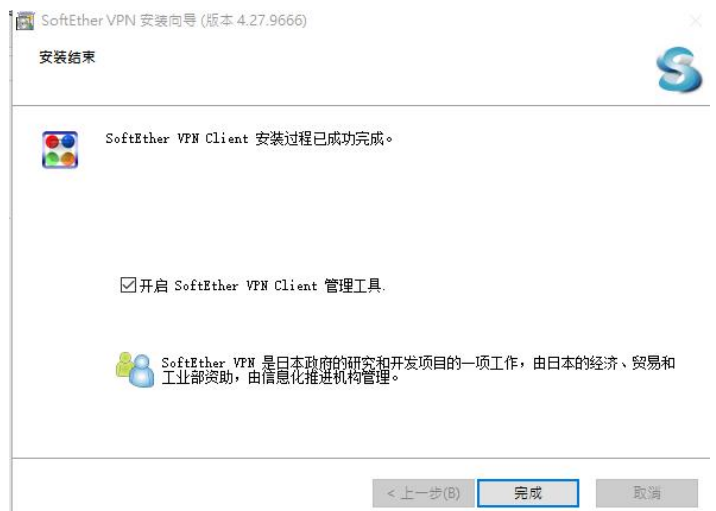 SoftEther VPN 安装向导 (版本 4.27.9666)
安装结束
SoftEther VPN Client 安装过程已成功完成。
开启 SoftEther VPN Client 管理工具.
SoftEther VPN 是日本政府的研究和开发项目的一项工作，由日本的经济、贸易和
工业部资助，由信息化推进机构管理。
< 上一步(B)
完成
取消